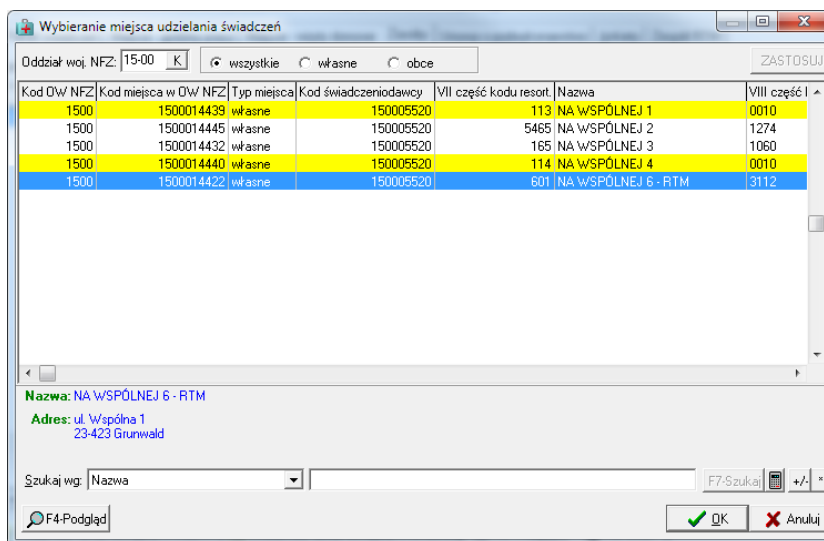 Wybieranie miejsca udzielania świadczeń
Oddział woj. NFZ: 15-00 K wszystkie własne obce ZASTOSUJ
Kod OW NFZ Kod miejsca w OW NFZ Typ miejsca Kod świadczeniodawcy VII część kodu resort. Nazwa VIII część
1500 1500014439 własne 150005520 113 NA WSPÓLNEJ 1 0010
1500 1500014445 własne 150005520 5465 NA WSPÓLNEJ 2 1274
1500 1500014432 własne 150005520 165 NA WSPÓLNEJ 3 1060
1500 1500014440 własne 150005520 114 NA WSPÓLNEJ 4 0010
1500 1500014422 własne 150005520 601 NA WSPÓLNEJ 6 - RTM 3112
Nazwa: NA WSPÓLNEJ 6 - RTM
Adres: ul. Wspólna 1
23-423 Grunwald
Szukaj wg: Nazwa F7-Szukaj +/- *
F4-Podgląd OK Anuluj